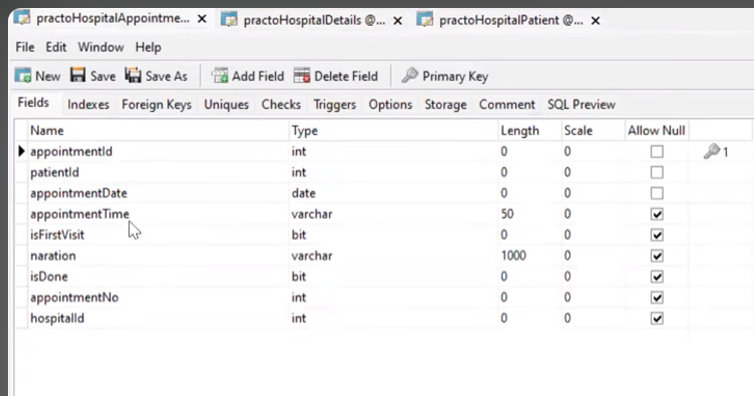 practoHospitalAppointme... practoHospitalDetails @... practoHospitalPatient @...
File Edit Window Help
New Save Save As Add Field Delete Field Primary Key
Fields Indexes Foreign Keys Uniques Checks Triggers Options Storage Comment SQL Preview
Name Type Length Scale Allow Null
appointmentId int 0 0 1
patientId int 0 0
appointmentDate date 0 0
appointmentTime varchar 50 0
isFirstVisit bit 0 0
naration varchar 1000 0
isDone bit 0 0
appointmentNo int 0 0
hospitalId int 0 0